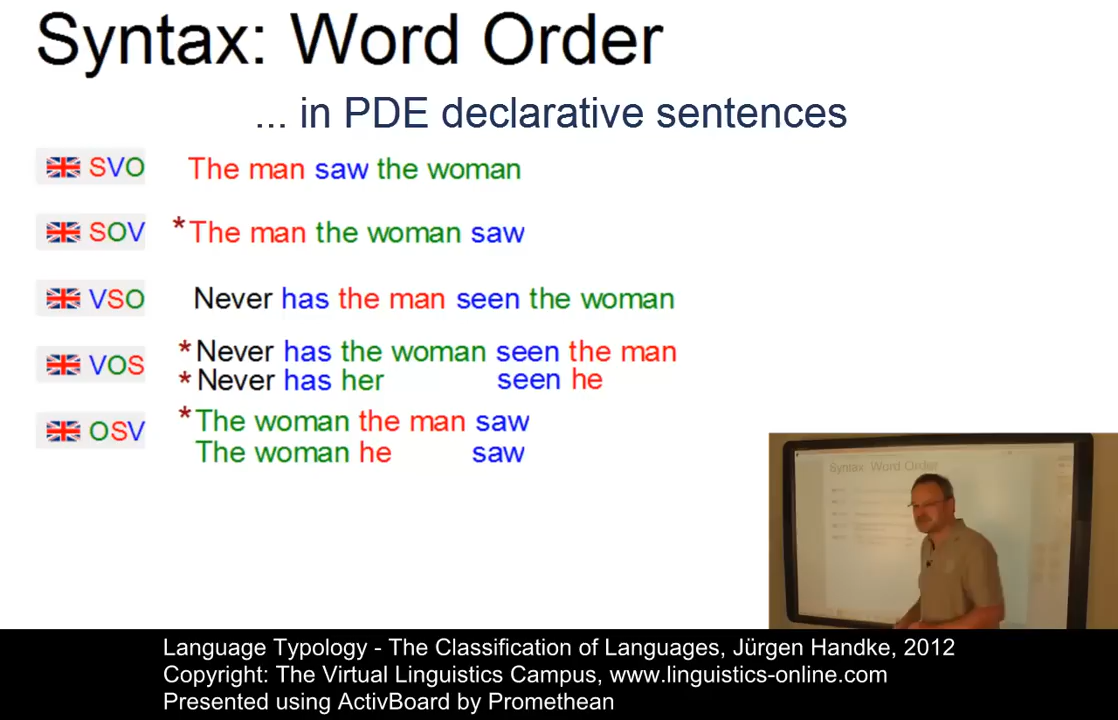 Syntax: Word Order
... in PDE declarative sentences
SVO The man saw the woman
SOV *The man the woman saw
VSO Never has the man seen the woman
VOS *Never has the woman seen the man
*Never has her seen he
OSV *The woman the man saw
The woman he saw
Syntax: Word Order
Language Typology - The Classification of Languages, Jürgen Handke, 2012
Copyright: The Virtual Linguistics Campus, www.linguistics-online.com
Presented using ActivBoard by Promethean